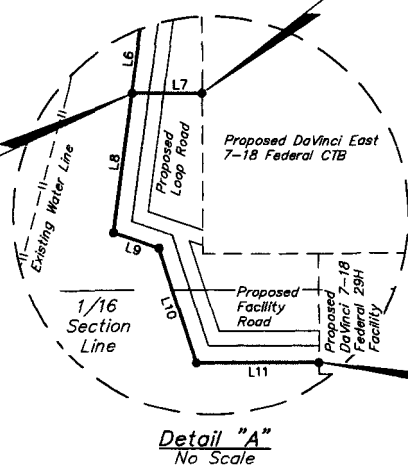 L6
L7
Proposed
Loop Road
Proposed DaVinci East
7-18 Federal CTB
L8
Existing Water Line
L9
1/16
Section
Line
L10
Proposed
Facility
Road
Proposed
DaVinci 7-18
Federal 29H
Facility
L11
Detail "A"
No Scale